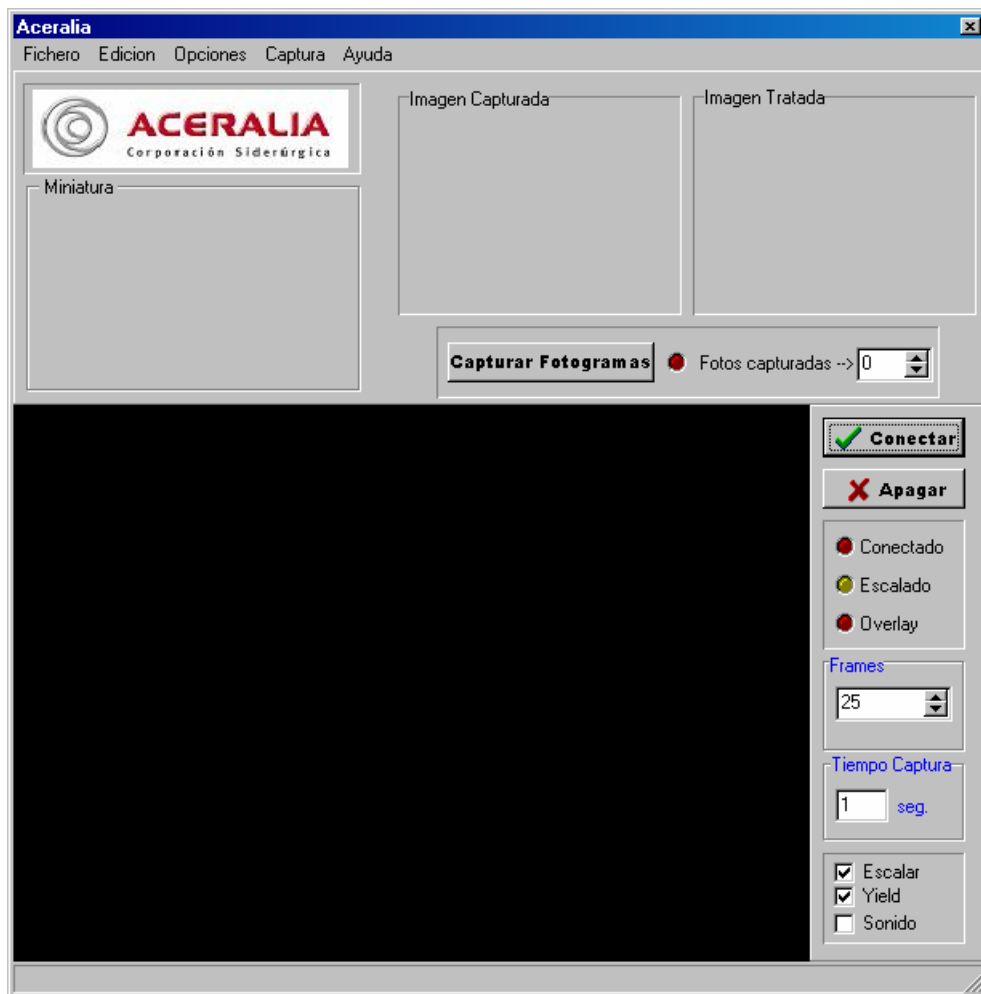 Aceralia
Fichero Edicion Opciones Captura Ayuda
ACERALIA
Corporación Siderúrgica
Imagen Capturada
Imagen Tratada
Miniatura
Capturar Fotogramas
Fotos capturadas --> 0
Conectar
Apagar
Conectado
Escalado
Overlay
Frames
25
Tiempo Captura
1 seg.
Escalar
Yield
Sonido